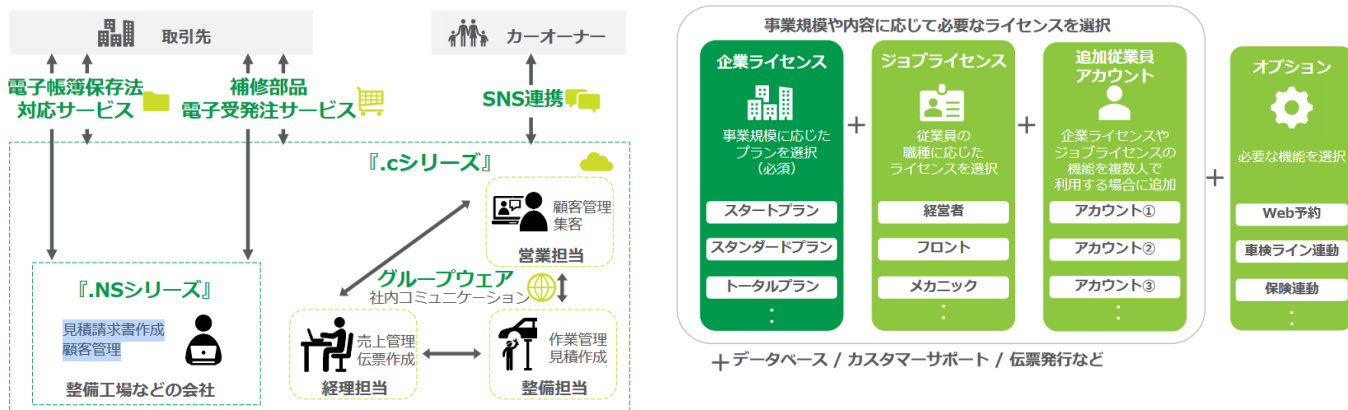 取引先
カーオーナー
電子帳簿保存法
対応サービス
補修部品
電子受発注サービス
SNS連携
『.cシリーズ』
顧客管理
集客
営業担当
グループウェア
社内コミュニケーション
『.NSシリーズ』
見積請求書作成
顧客管理
整備工場などの会社
売上管理
伝票作成
経理担当
作業管理
見積作成
整備担当
事業規模や内容に応じて必要なライセンスを選択
企業ライセンス
事業規模に応じた
プランを選択
（必須）
スタートプラン
スタンダードプラン
トータルプラン
：
＋
ジョブライセンス
従業員の
職種に応じた
ライセンスを選択
経営者
フロント
メカニック
：
＋
追加従業員
アカウント
企業ライセンスや
ジョブライセンスの
機能を複数人で
利用する場合に追加
アカウント①
アカウント②
アカウント③
：
＋
オプション
必要な機能を選択
Web予約
車検ライン連動
保険連動
：
＋データベース / カスタマーサポート / 伝票発行など